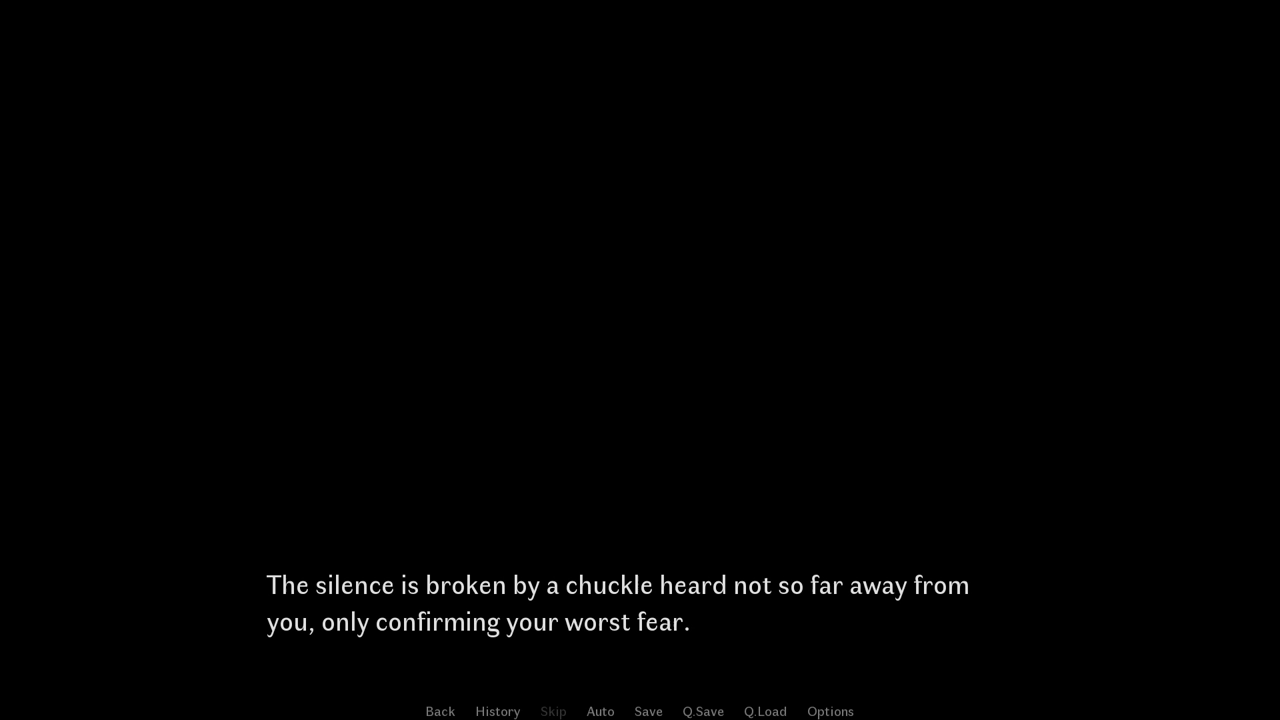 The silence is broken by a chuckle heard not so far away from
you, only confirming your worst fear.
Back History Skip Auto Save Q.Save Q.Load Options